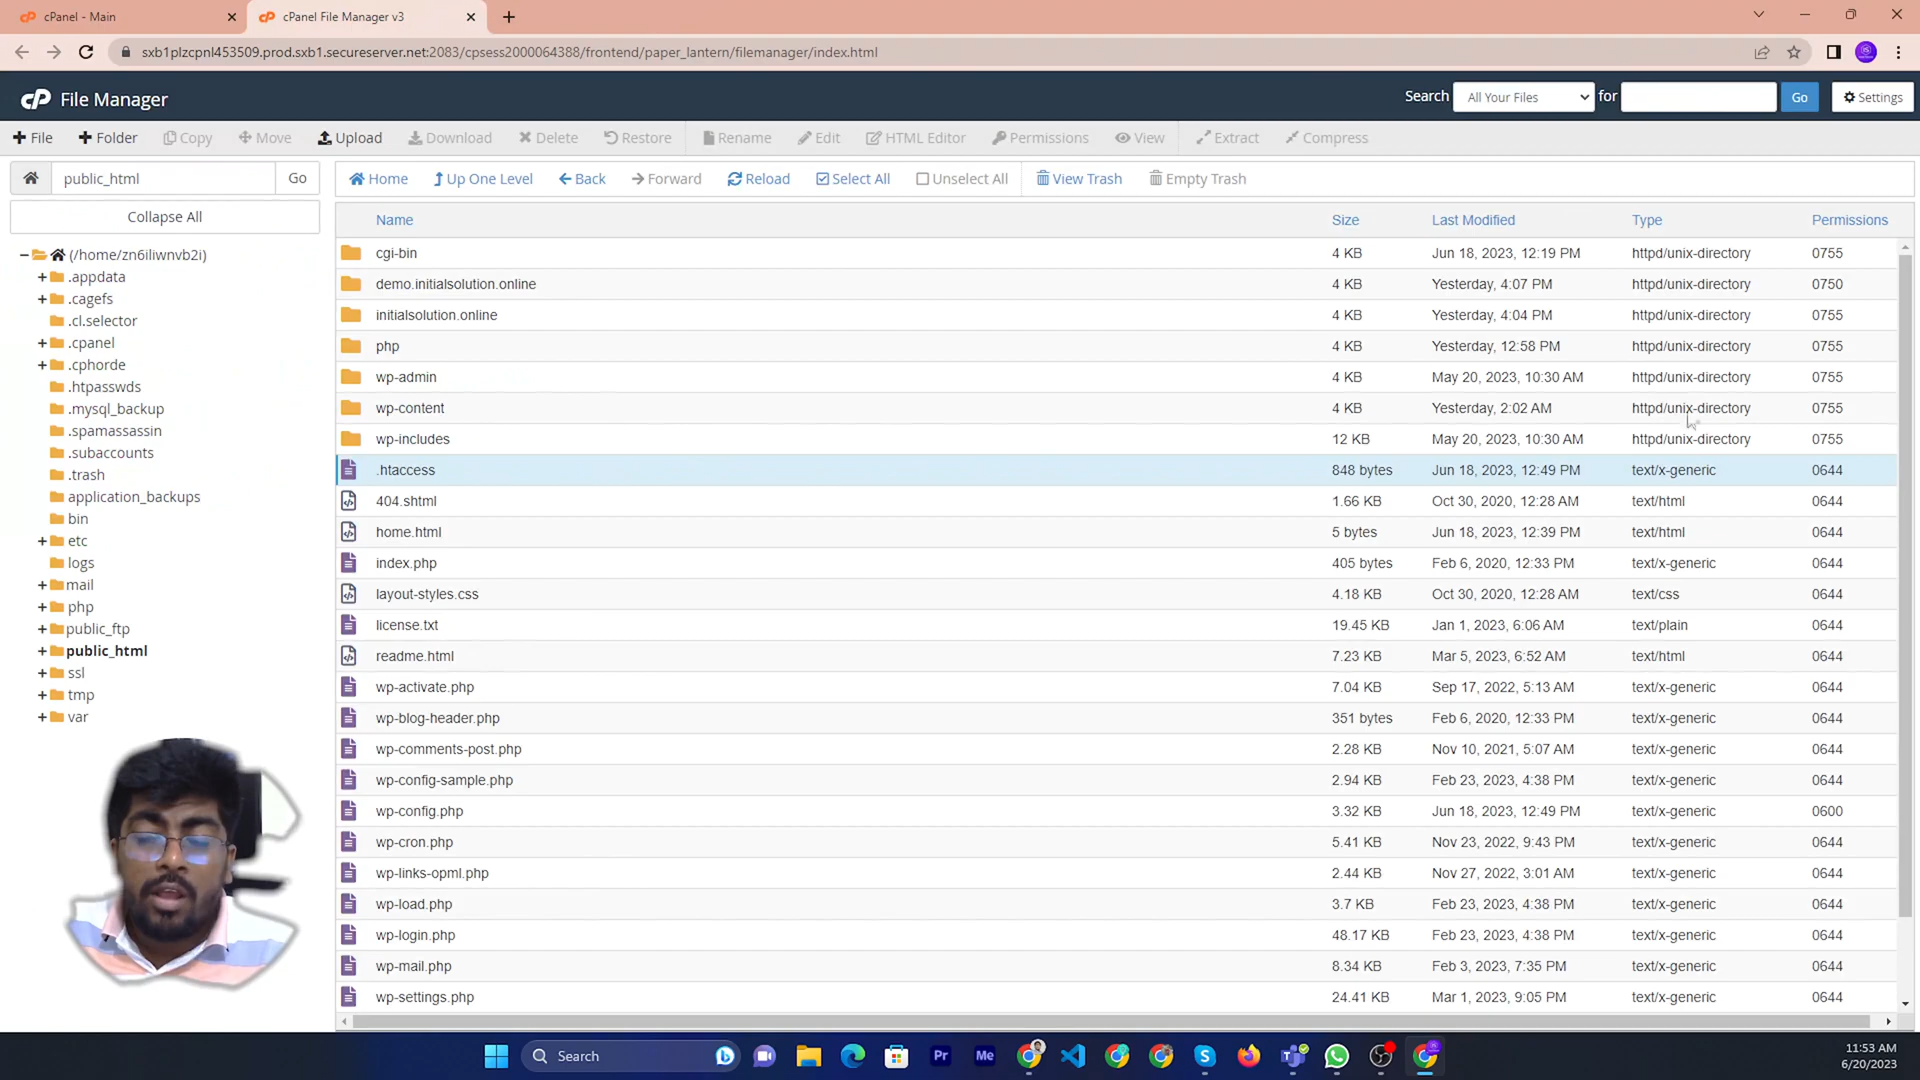 cPanel - Main
cPanel File Manager v3
sxb1plzcpnl453509.prod.sxb1.secureserver.net:2083/cpsess2000064388/frontend/paper_lantern/filemanager/index.html
cP File Manager
Search All Your Files for Go Settings
File Folder Copy Move Upload Download Delete Restore Rename Edit HTML Editor Permissions View Extract Compress
public_html Go
Home Up One Level Back Forward Reload Select All Unselect All View Trash Empty Trash
Collapse All
(/home/zn6iliwnvb2i)
.appdata
.cagefs
.cl.selector
.cpanel
.cphorde
.htpasswds
.mysql_backup
.spamassassin
.subaccounts
.trash
application_backups
bin
etc
logs
mail
php
public_ftp
public_html
ssl
tmp
var
Name Size Last Modified Type Permissions
cgi-bin 4 KB Jun 18, 2023, 12:19 PM httpd/unix-directory 0755
demo.initialsolution.online 4 KB Yesterday, 4:07 PM httpd/unix-directory 0750
initialsolution.online 4 KB Yesterday, 4:04 PM httpd/unix-directory 0755
php 4 KB Yesterday, 12:58 PM httpd/unix-directory 0755
wp-admin 4 KB May 20, 2023, 10:30 AM httpd/unix-directory 0755
wp-content 4 KB Yesterday, 2:02 AM httpd/unix-directory 0755
wp-includes 12 KB May 20, 2023, 10:30 AM httpd/unix-directory 0755
.htaccess 848 bytes Jun 18, 2023, 12:49 PM text/x-generic 0644
404.shtml 1.66 KB Oct 30, 2020, 12:28 AM text/html 0644
home.html 5 bytes Jun 18, 2023, 12:39 PM text/html 0644
index.php 405 bytes Feb 6, 2020, 12:33 PM text/x-generic 0644
layout-styles.css 4.18 KB Oct 30, 2020, 12:28 AM text/css 0644
license.txt 19.45 KB Jan 1, 2023, 6:06 AM text/plain 0644
readme.html 7.23 KB Mar 5, 2023, 6:52 AM text/html 0644
wp-activate.php 7.04 KB Sep 17, 2022, 5:13 AM text/x-generic 0644
wp-blog-header.php 351 bytes Feb 6, 2020, 12:33 PM text/x-generic 0644
wp-comments-post.php 2.28 KB Nov 10, 2021, 5:07 AM text/x-generic 0644
wp-config-sample.php 2.94 KB Feb 23, 2023, 4:38 PM text/x-generic 0644
wp-config.php 3.32 KB Jun 18, 2023, 12:49 PM text/x-generic 0600
wp-cron.php 5.41 KB Nov 23, 2022, 9:43 PM text/x-generic 0644
wp-links-opml.php 2.44 KB Nov 27, 2022, 3:01 AM text/x-generic 0644
wp-load.php 3.7 KB Feb 23, 2023, 4:38 PM text/x-generic 0644
wp-login.php 48.17 KB Feb 23, 2023, 4:38 PM text/x-generic 0644
wp-mail.php 8.34 KB Feb 3, 2023, 7:35 PM text/x-generic 0644
wp-settings.php 24.41 KB Mar 1, 2023, 9:05 PM text/x-generic 0644
Search Pr Me
11:53 AM
6/20/2023